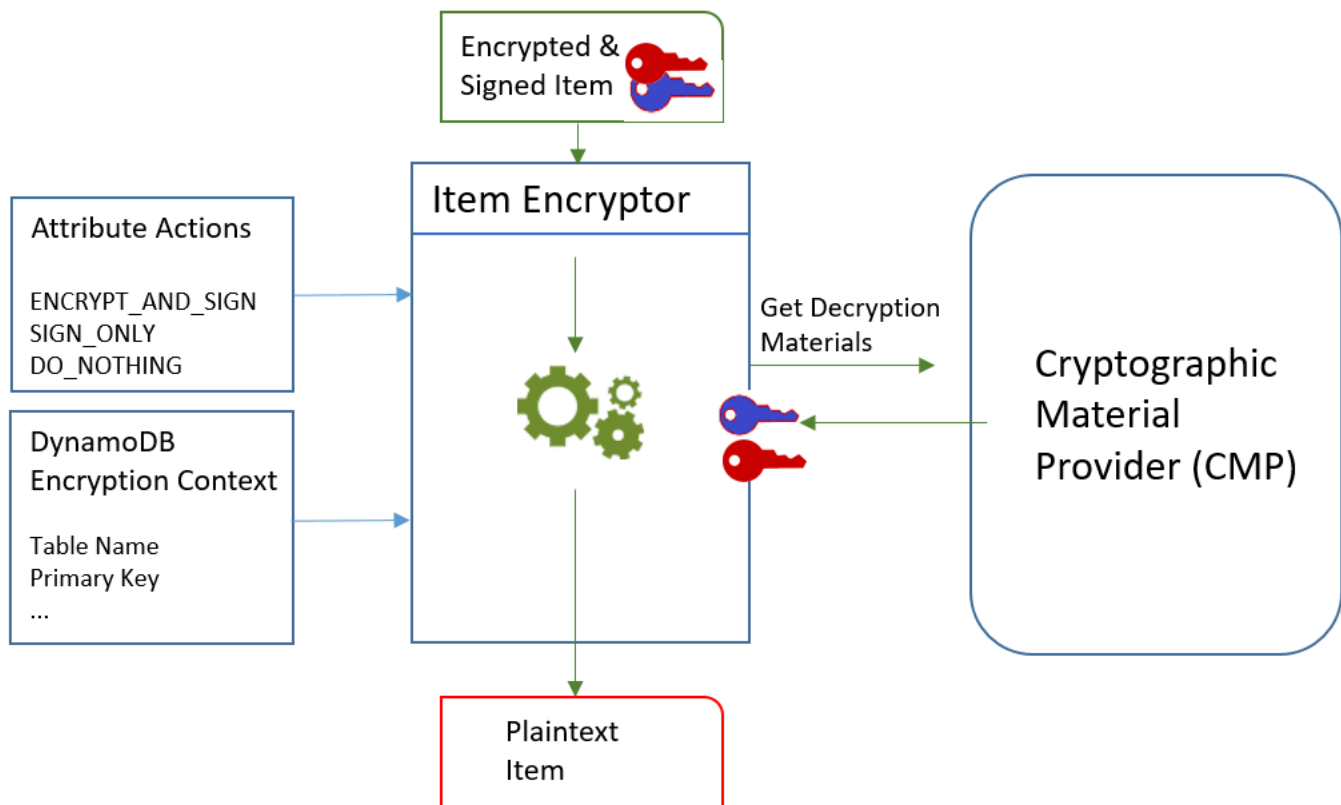 Encrypted &
Signed Item
Item Encryptor
Attribute Actions
ENCRYPT_AND_SIGN
SIGN_ONLY
DO_NOTHING
DynamoDB
Encryption Context
Table Name
Primary Key
...
Get Decryption
Materials
Cryptographic
Material
Provider (CMP)
Plaintext
Item